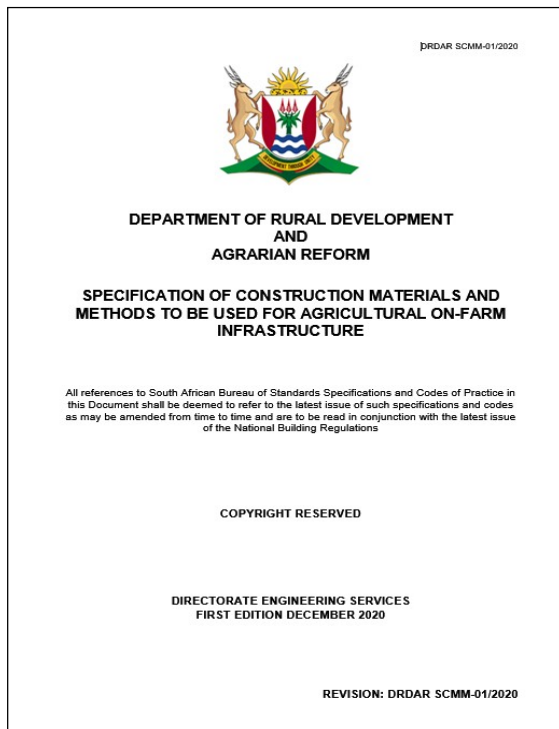 DRDAR SCMM-01/2020
DEVELOPMENT THROUGH UNITY
DEPARTMENT OF RURAL DEVELOPMENT
AND
AGRARIAN REFORM
SPECIFICATION OF CONSTRUCTION MATERIALS AND
METHODS TO BE USED FOR AGRICULTURAL ON-FARM
INFRASTRUCTURE
All references to South African Bureau of Standards Specifications and Codes of Practice in
this Document shall be deemed to refer to the latest issue of such specifications and codes
as may be amended from time to time and are to be read in conjunction with the latest issue
of the National Building Regulations
COPYRIGHT RESERVED
DIRECTORATE ENGINEERING SERVICES
FIRST EDITION DECEMBER 2020
REVISION: DRDAR SCMM-01/2020